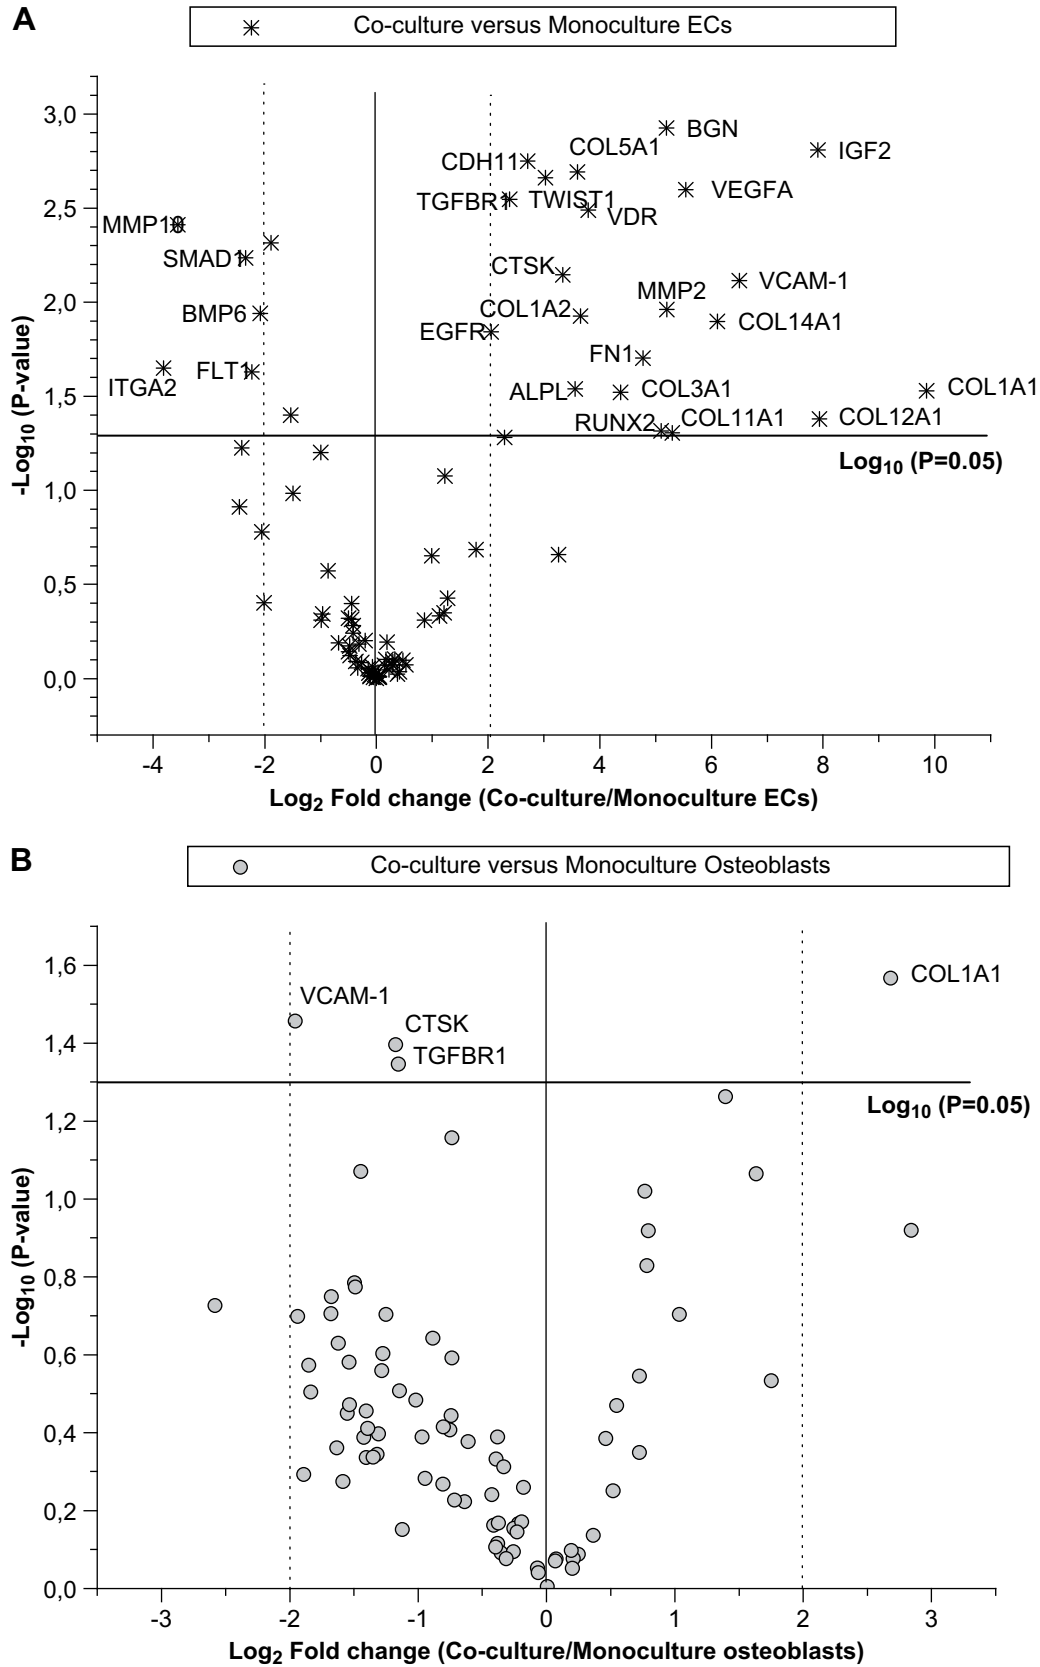 A
Co-culture versus Monoculture ECs
3,0
2,5
2,0
1,5
1,0
0,5
0,0
-Log10 (P-value)
BGN
COL5A1
IGF2
CDH11
VEGFA
TGFBR1
TWIST1
VDR
MMP10
SMAD1
CTSK
VCAM-1
MMP2
BMP6
COL1A2
COL14A1
EGFR
FN1
FLT1
ITGA2
ALPL
COL3A1
COL1A1
RUNX2
COL11A1
COL12A1
Log10 (P=0.05)
-4 -2 0 2 4 6 8 10
Log2 Fold change (Co-culture/Monoculture ECs)
B
Co-culture versus Monoculture Osteoblasts
1,6
1,4
1,2
1,0
0,8
0,6
0,4
0,2
0,0
-Log10 (P-value)
COL1A1
VCAM-1
CTSK
TGFBR1
Log10 (P=0.05)
-3 -2 -1 0 1 2 3
Log2 Fold change (Co-culture/Monoculture osteoblasts)